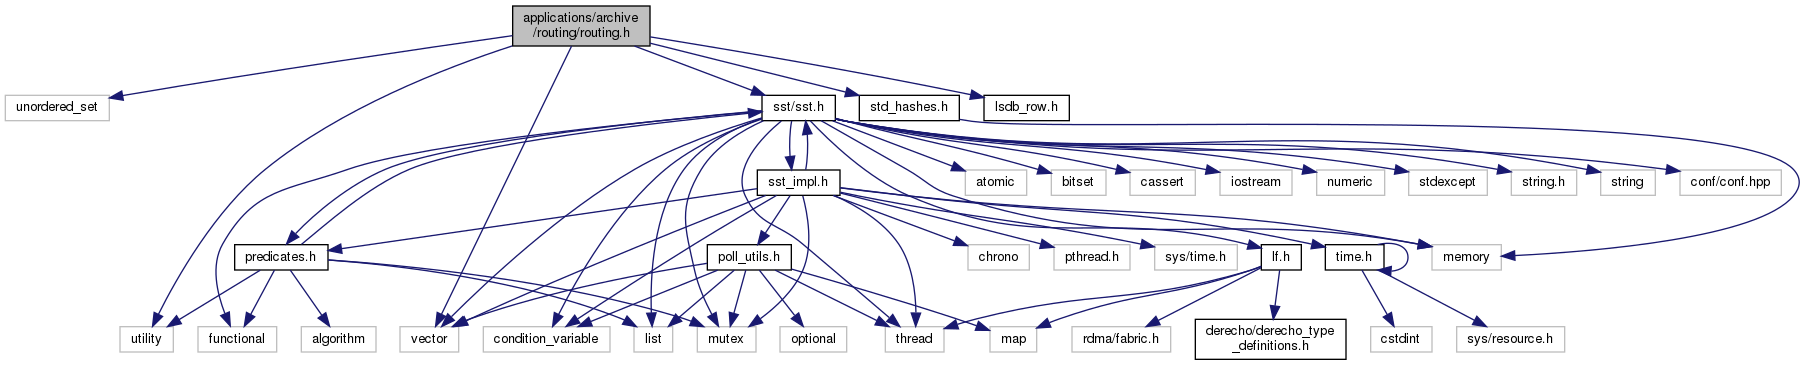 applications/archive
/routing/routing.h
unordered_set
sst/sst.h
std_hashes.h
lsdb_row.h
sst_impl.h
atomic
bitset
cassert
iostream
numeric
stdexcept
string.h
string
conf/conf.hpp
predicates.h
poll_utils.h
chrono
pthread.h
sys/time.h
lf.h
time.h
memory
utility
functional
algorithm
vector
condition_variable
list
mutex
optional
thread
map
rdma/fabric.h
derecho/derecho_type
_definitions.h
cstdint
sys/resource.h